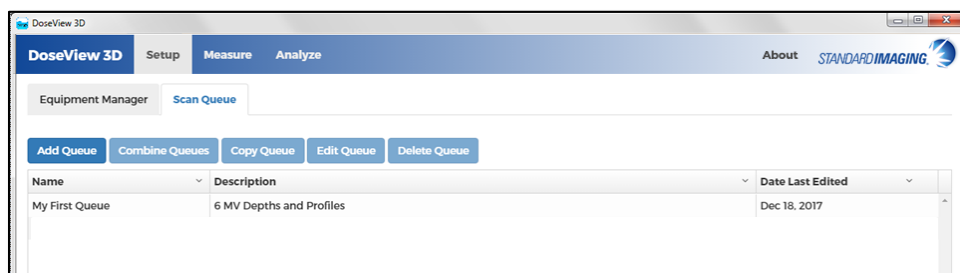 DoseView 3D
DoseView 3D Setup Measure Analyze About STANDARD IMAGING.
Equipment Manager Scan Queue
Add Queue Combine Queues Copy Queue Edit Queue Delete Queue
Name Description Date Last Edited
My First Queue 6 MV Depths and Profiles Dec 18, 2017